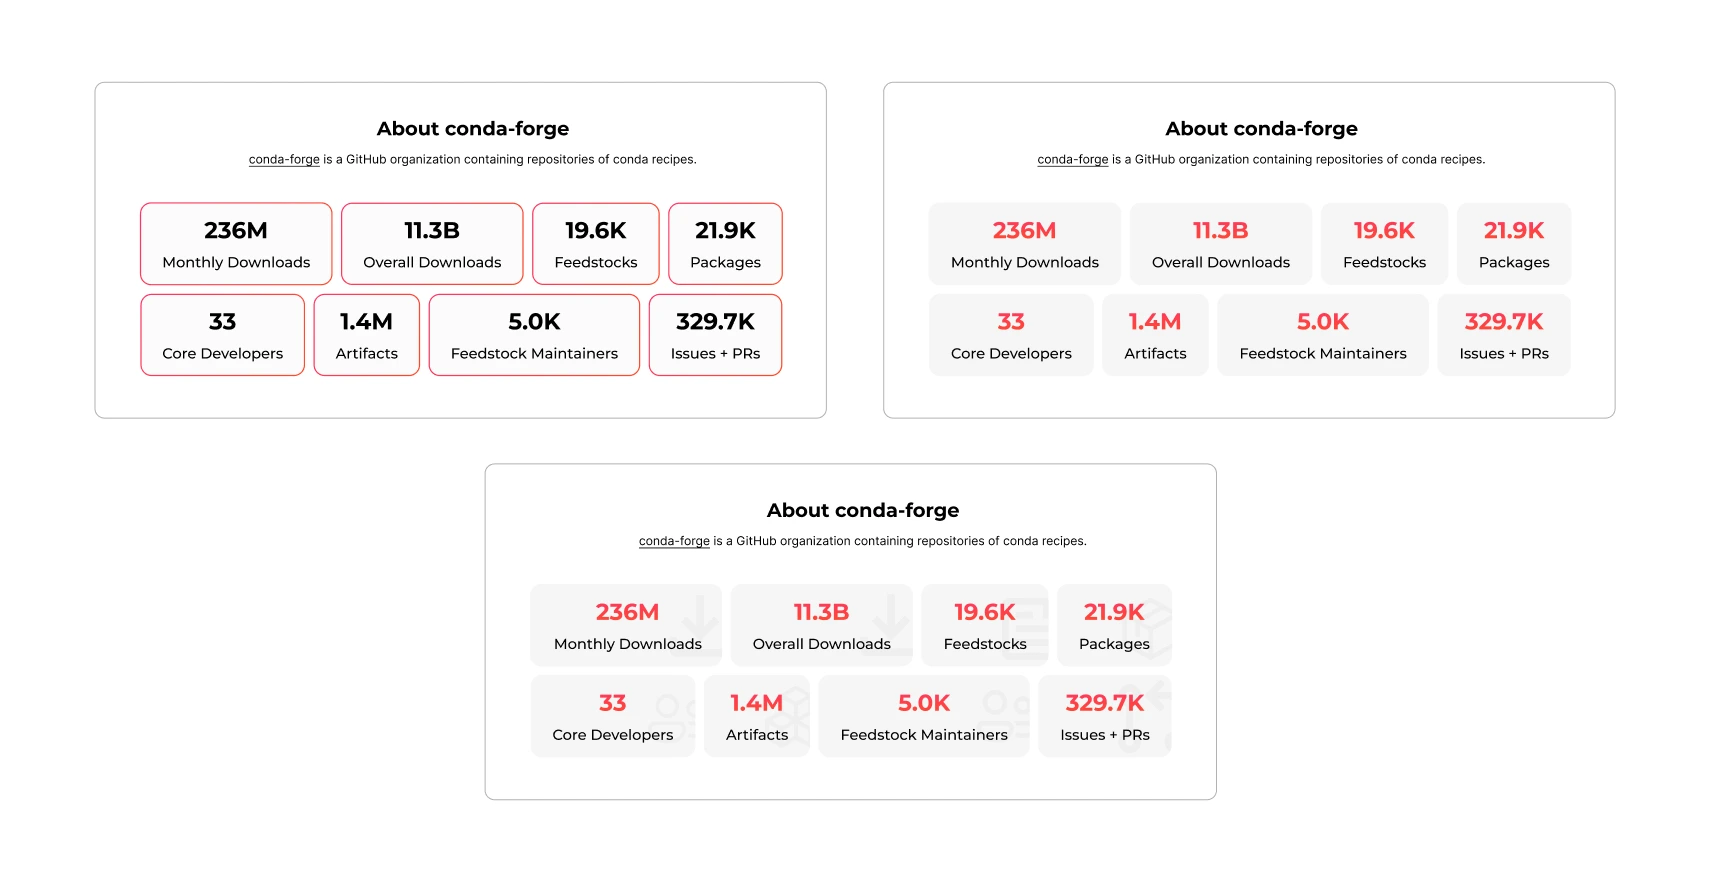 About conda-forge
conda-forge is a GitHub organization containing repositories of conda recipes.
236M 11.3B 19.6K 21.9K
Monthly Downloads Overall Downloads Feedstocks Packages
33 1.4M 5.0K 329.7K
Core Developers Artifacts Feedstock Maintainers Issues + PRs
About conda-forge
conda-forge is a GitHub organization containing repositories of conda recipes.
236M 11.3B 19.6K 21.9K
Monthly Downloads Overall Downloads Feedstocks Packages
33 1.4M 5.0K 329.7K
Core Developers Artifacts Feedstock Maintainers Issues + PRs
About conda-forge
conda-forge is a GitHub organization containing repositories of conda recipes.
236M 11.3B 19.6K 21.9K
Monthly Downloads Overall Downloads Feedstocks Packages
33 1.4M 5.0K 329.7K
Core Developers Artifacts Feedstock Maintainers Issues + PRs